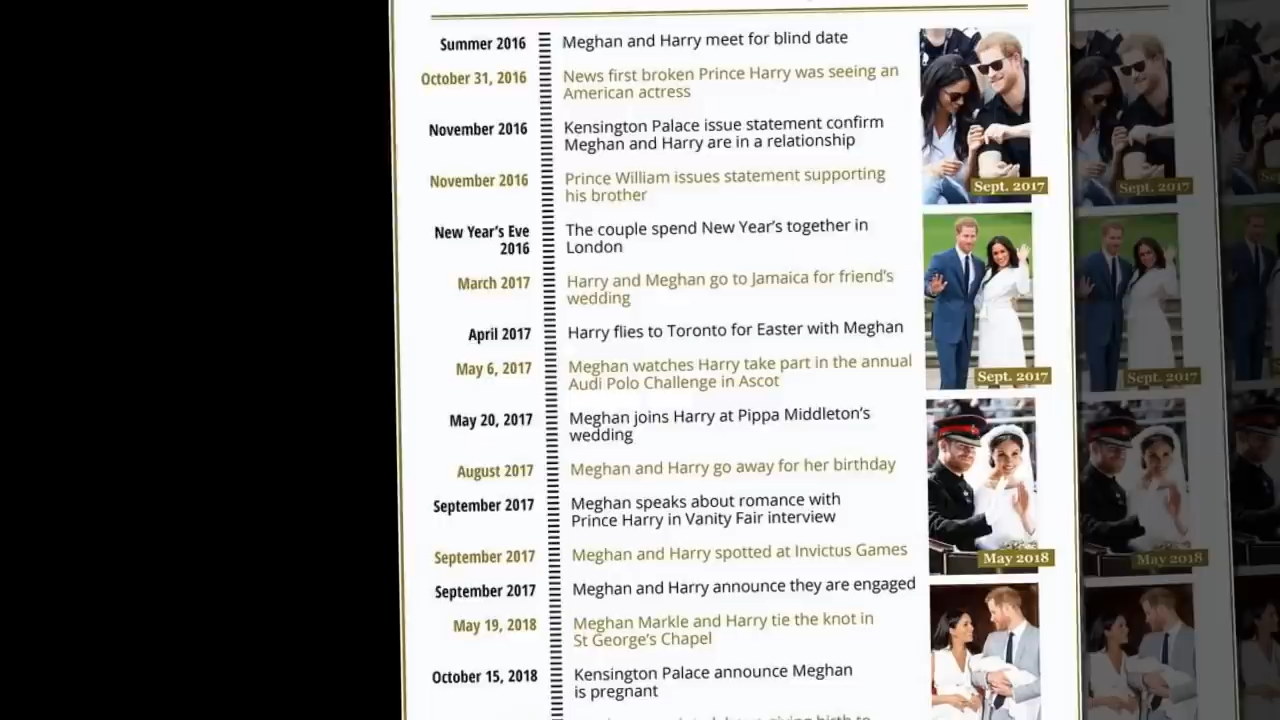 Summer 2016
Meghan and Harry meet for blind date
October 31, 2016
News first broken Prince Harry was seeing an
American actress
November 2016
Kensington Palace issue statement confirm
Meghan and Harry are in a relationship
November 2016
Prince William issues statement supporting
his brother
New Year's Eve
2016
The couple spend New Year's together in
London
March 2017
Harry and Meghan go to Jamaica for friend's
wedding
April 2017
Harry flies to Toronto for Easter with Meghan
May 6, 2017
Meghan watches Harry take part in the annual
Audi Polo Challenge in Ascot
May 20, 2017
Meghan joins Harry at Pippa Middleton's
wedding
August 2017
Meghan and Harry go away for her birthday
September 2017
Meghan speaks about romance with
Prince Harry in Vanity Fair interview
September 2017
Meghan and Harry spotted at Invictus Games
September 2017
Meghan and Harry announce they are engaged
May 19, 2018
Meghan Markle and Harry tie the knot in
St George's Chapel
October 15, 2018
Kensington Palace announce Meghan
is pregnant
Sept. 2017
Sept. 2017
May 2018
Sept. 2017
Sept. 2017
May 2018